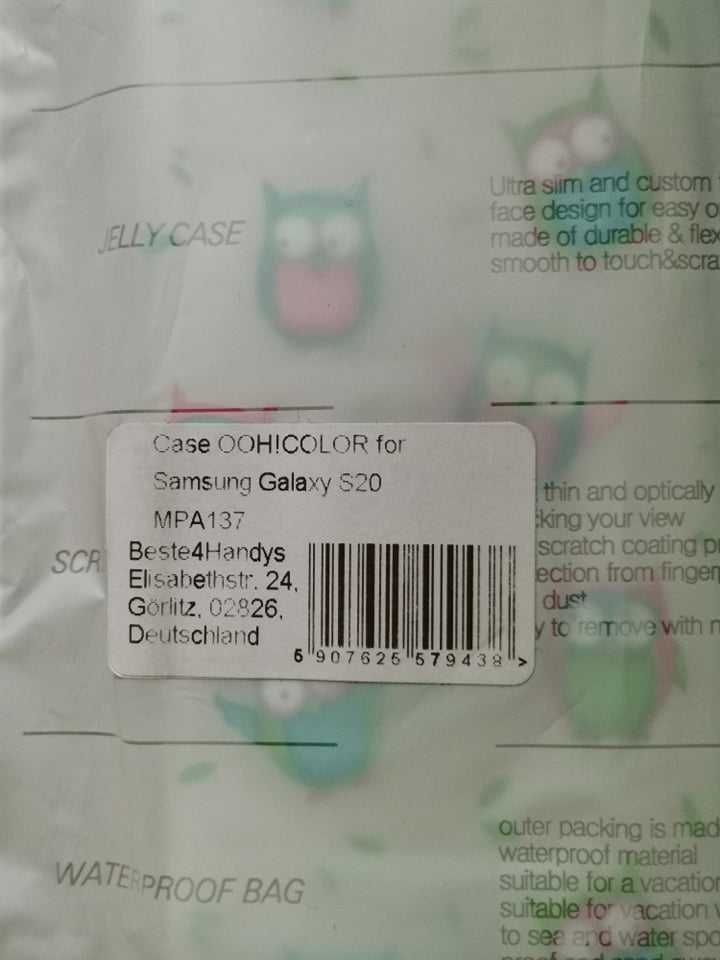 JELLY CASE
Ultra slim and custom
face design for easy
made of durable & flex
smooth to touch&scra
Case OOH!COLOR for
Samsung Galaxy S20
MPA137
Beste4Handys
Elisabethstr. 24,
Görlitz, 02826,
Deutschland
5 907625 579438 >
SCR
thin and optically
king your view
scratch coating
ection from finger
dust
y to remove with
WATERPROOF BAG
outer packing is mad
waterproof material
suitable for a vacation
suitable for vacation
to sea and water spo